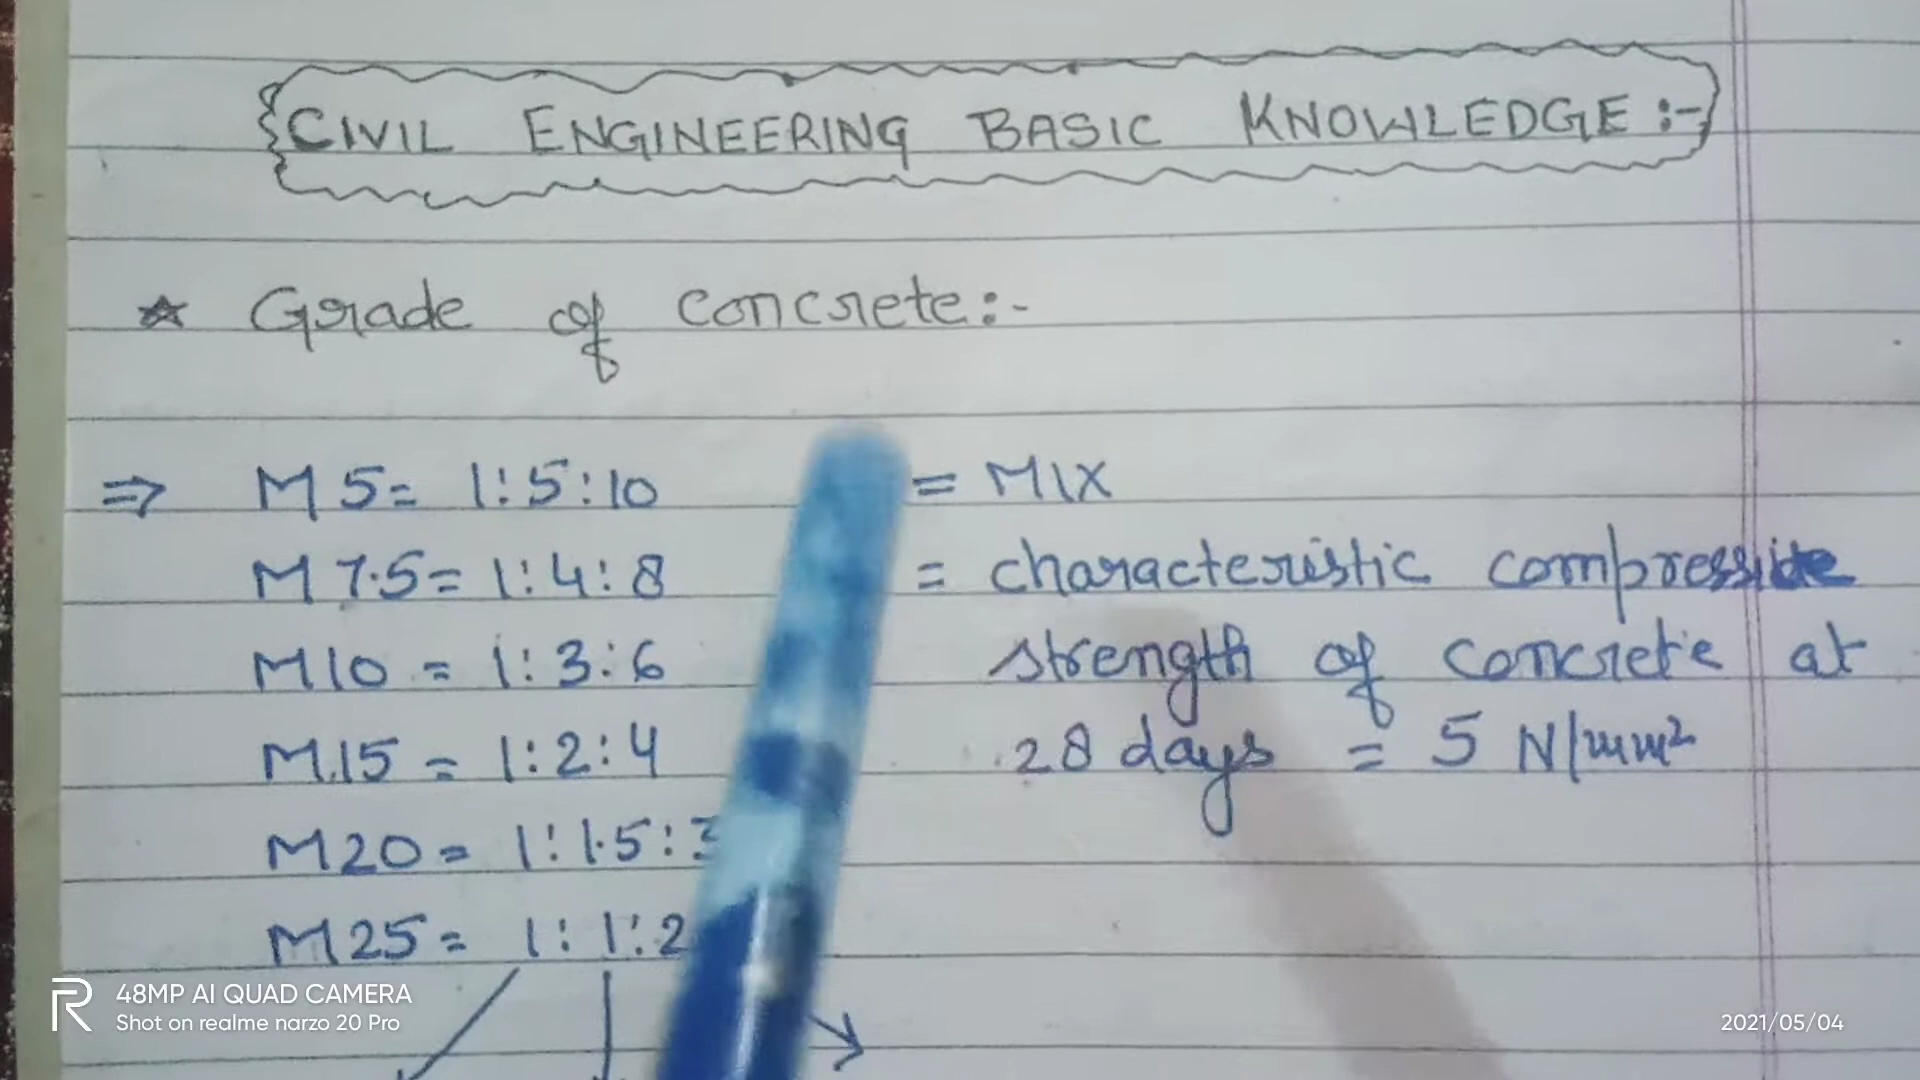 CIVIL ENGINEERING BASIC KNOWLEDGE :-
★ Grade of concrete:-
⇒ M 5 = 1:5:10
M 7.5 = 1:4:8
M10 = 1:3:6
M15 = 1:2:4
M20 = 1:1.5:3
M25 = 1:1:2
= MIX
= characteristic compressive
strength of concrete at
28 days = 5 N/mm²
48MP AI QUAD CAMERA
Shot on realme narzo 20 Pro
2021/05/04